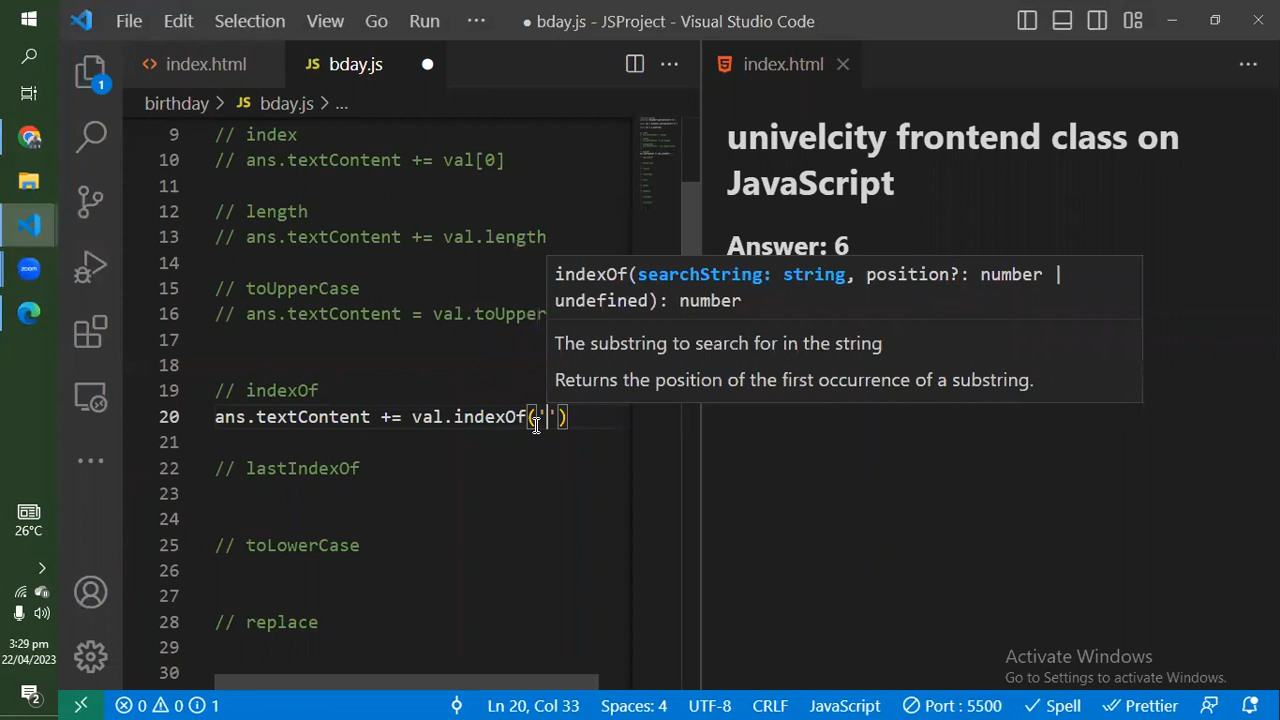 File Edit Selection View Go Run ··· ● bday.js - JSProject - Visual Studio Code
index.html JS bday.js ● index.html
birthday > JS bday.js > ...
1
9 // index
10 // ans.textContent += val[0]
11
12 // length
13 // ans.textContent += val.length
14
15 // toUpperCase
16 // ans.textContent = val.toUpper
17
18
19 // indexOf
20 ans.textContent += val.indexOf('')
21
22 // lastIndexOf
23
24
25 // toLowerCase
26
27
28 // replace
29
30
univelcity frontend class on
JavaScript
Answer: 6
indexOf(searchString: string, position?: number |
undefined): number
The substring to search for in the string
Returns the position of the first occurrence of a substring.
zoom
26°C
3:29 pm
22/04/2023
2
Activate Windows
Go to Settings to activate Windows.
0 0 1 Ln 20, Col 33 Spaces: 4 UTF-8 CRLF JavaScript Port : 5500 Spell Prettier